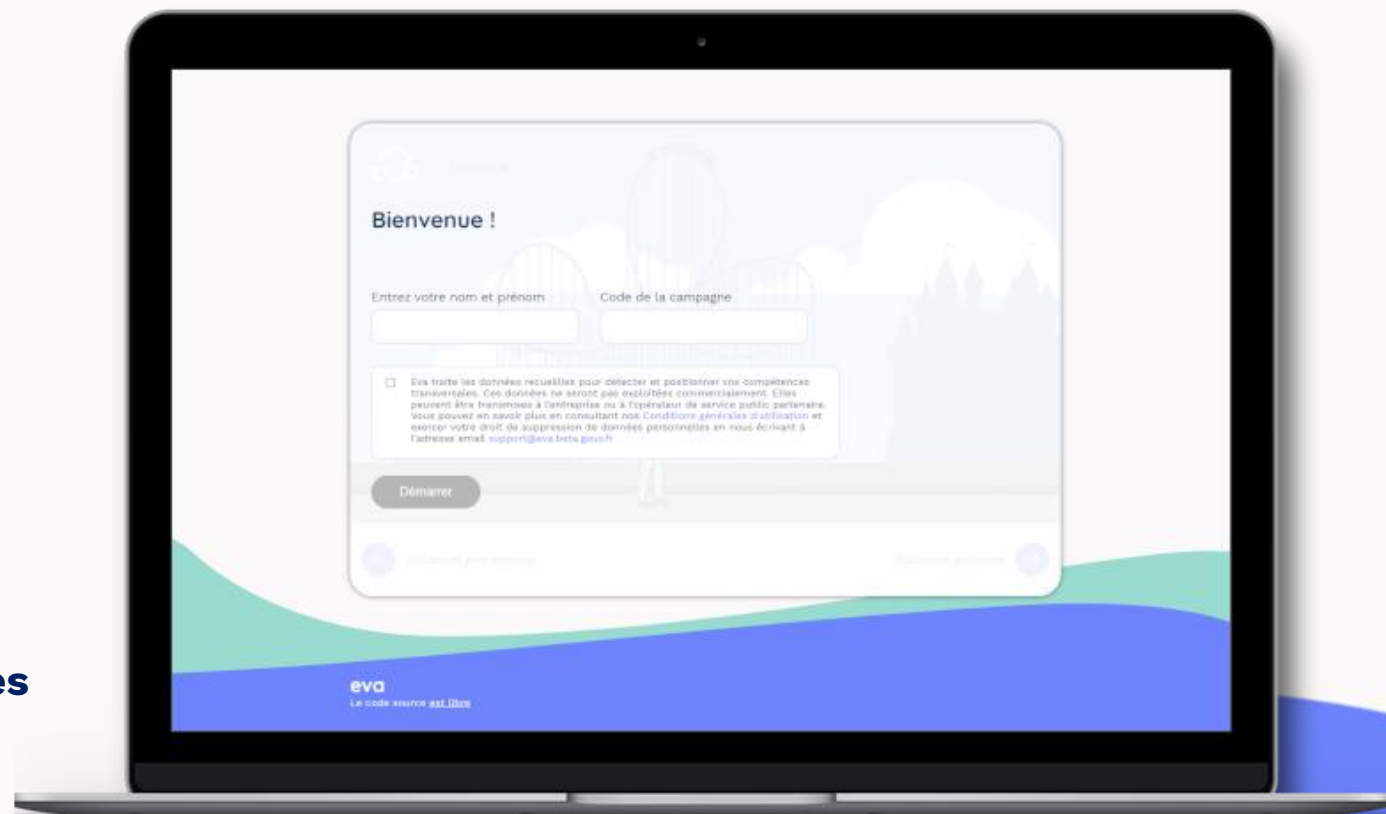 Bienvenue !
Entrez votre nom et prénom
Code de la campagne
Eva traite les données recueillies pour détecter et positionner vos compétences
transversales. Ces données ne seront pas exploitées commercialement. Elles
peuvent être transmises à l'entreprise ou à l'opérateur de service public partenaire.
Vous pouvez en savoir plus en consultant nos Conditions générales d'utilisation et
exercer votre droit de suppression de données personnelles en nous écrivant à
l'adresse email support@eva.beta.gouv.fr
Démarrer
es
eva
Le code source est libre